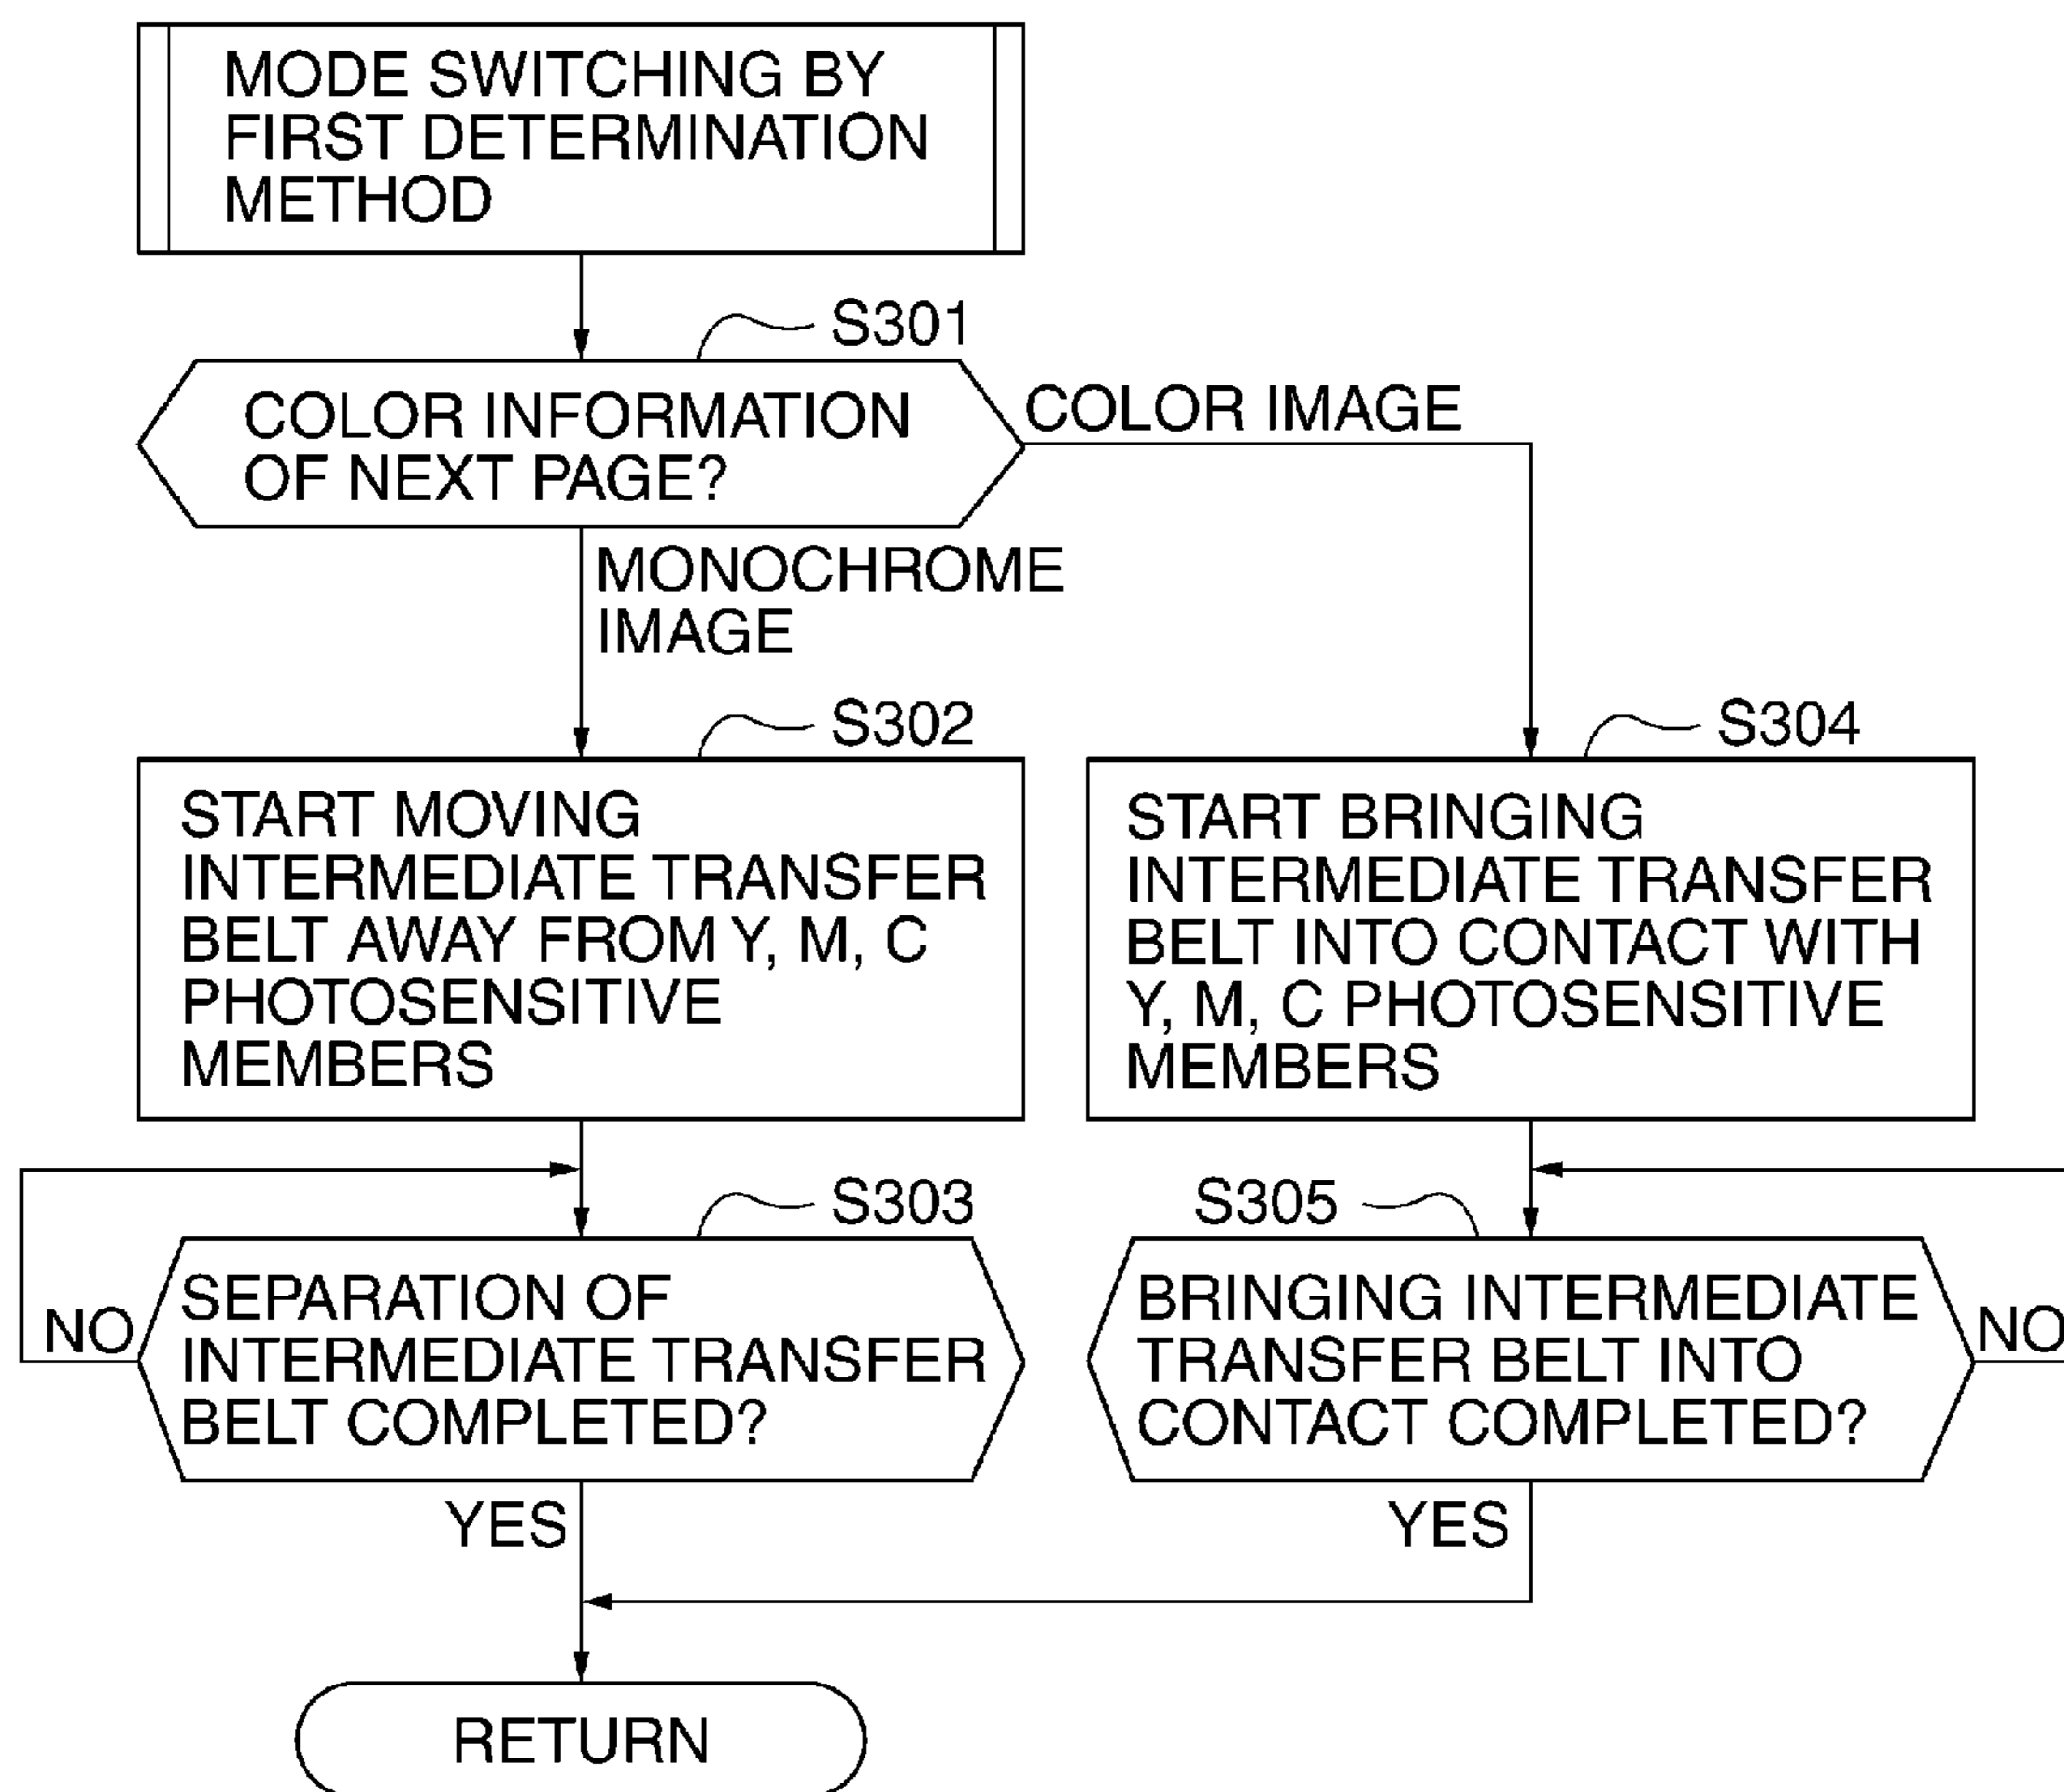 MODE SWITCHING BY
FIRST DETERMINATION
METHOD
S301
COLOR INFORMATION
OF NEXT PAGE?
COLOR IMAGE
MONOCHROME
IMAGE
S302
START MOVING
INTERMEDIATE TRANSFER
BELT AWAY FROM Y, M, C
PHOTOSENSITIVE
MEMBERS
S304
START BRINGING
INTERMEDIATE TRANSFER
BELT INTO CONTACT WITH
Y, M, C PHOTOSENSITIVE
MEMBERS
S303
SEPARATION OF
INTERMEDIATE TRANSFER
BELT COMPLETED?
NO
YES
S305
BRINGING INTERMEDIATE
TRANSFER BELT INTO
CONTACT COMPLETED?
NO
YES
RETURN